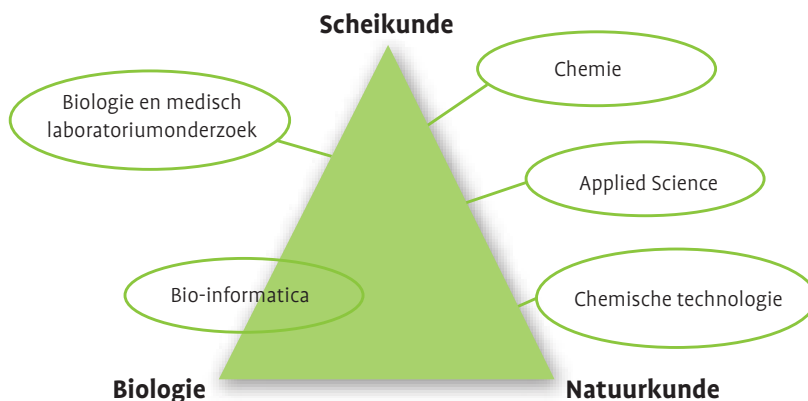 Scheikunde
Chemie
Biologie en medisch
laboratoriumonderzoek
Applied Science
Bio-informatica
Chemische technologie
Biologie
Natuurkunde